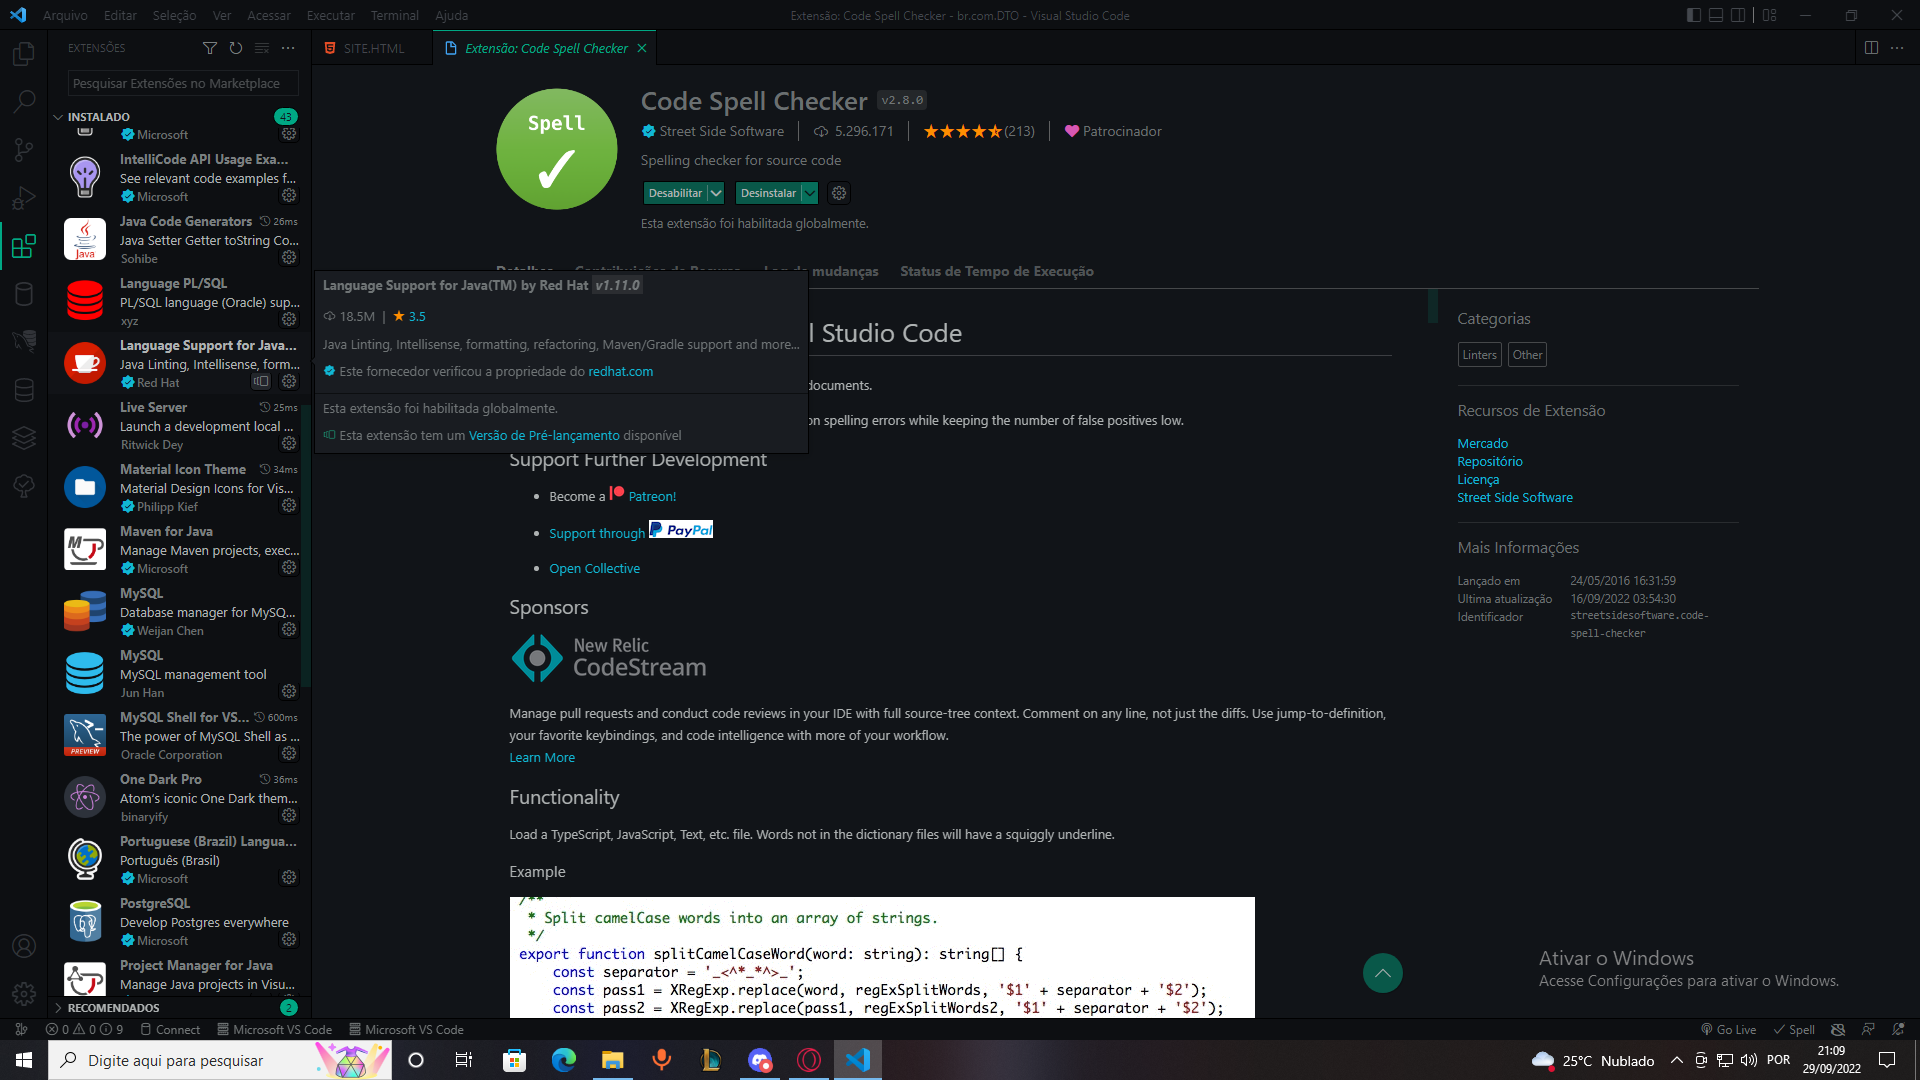 Arquivo Editar Seleção Ver Acessar Executar Terminal Ajuda
Extensão: Code Spell Checker - br.com.DTO - Visual Studio Code
EXTENSÕES
SITE.HTML
Extensão: Code Spell Checker
Pesquisar Extensões no Marketplace
INSTALADO 43
Microsoft
IntelliCode API Usage Exa...
See relevant code examples f...
Microsoft
Java Code Generators 26ms
Java Setter Getter toString Co...
Sohibe
Language PL/SQL
PL/SQL language (Oracle) sup...
xyz
Language Support for Java...
Java Linting, Intellisense, form...
Red Hat
Live Server 25ms
Launch a development local ...
Ritwick Dey
Material Icon Theme 34ms
Material Design Icons for Vis...
Philipp Kief
Maven for Java
Manage Maven projects, exec...
Microsoft
MySQL
Database manager for MySQ...
Weijan Chen
MySQL
MySQL management tool
Jun Han
MySQL Shell for VS... 600ms
The power of MySQL Shell as ...
PREVIEW
Oracle Corporation
One Dark Pro 36ms
Atom's iconic One Dark them...
binaryify
Portuguese (Brazil) Langua...
Português (Brasil)
Microsoft
PostgreSQL
Develop Postgres everywhere
Microsoft
Project Manager for Java
Manage Java projects in Visu...
RECOMENDADOS 2
Spell
Code Spell Checker v2.8.0
Street Side Software 5.296.171 (213) Patrocinador
Spelling checker for source code
Desabilitar Desinstalar
Esta extensão foi habilitada globalmente.
mudanças Status de Tempo de Execução
Language Support for Java(TM) by Red Hat v1.11.0
18.5M | 3.5
Java Linting, Intellisense, formatting, refactoring, Maven/Gradle support and more...
Este fornecedor verificou a propriedade do redhat.com
Esta extensão foi habilitada globalmente.
Esta extensão tem um Versão de Pré-lançamento disponível
l Studio Code
documents.
on spelling errors while keeping the number of false positives low.
Support Further Development
Become a Patreon!
Support through PayPal
Open Collective
Sponsors
New Relic
CodeStream
Manage pull requests and conduct code reviews in your IDE with full source-tree context. Comment on any line, not just the diffs. Use jump-to-definition,
your favorite keybindings, and code intelligence with more of your workflow.
Learn More
Functionality
Load a TypeScript, JavaScript, Text, etc. file. Words not in the dictionary files will have a squiggly underline.
Example
/**
* Split camelCase words into an array of strings.
*/
export function splitCamelCaseWord(word: string): string[] {
const separator = '_<^*_*^>_';
const pass1 = XRegExp.replace(word, regExSplitWords, '$1' + separator + '$2');
const pass2 = XRegExp.replace(pass1, regExSplitWords2, '$1' + separator + '$2');
Categorias
Linters Other
Recursos de Extensão
Mercado
Repositório
Licença
Street Side Software
Mais Informações
Lançado em 24/05/2016 16:31:59
Ultima atualização 16/09/2022 03:54:30
Identificador streetsidesoftware.code-
spell-checker
Ativar o Windows
Acesse Configurações para ativar o Windows.
0 0 9 Connect Microsoft VS Code Microsoft VS Code
Go Live Spell
Digite aqui para pesquisar
25°C Nublado POR 21:09
29/09/2022